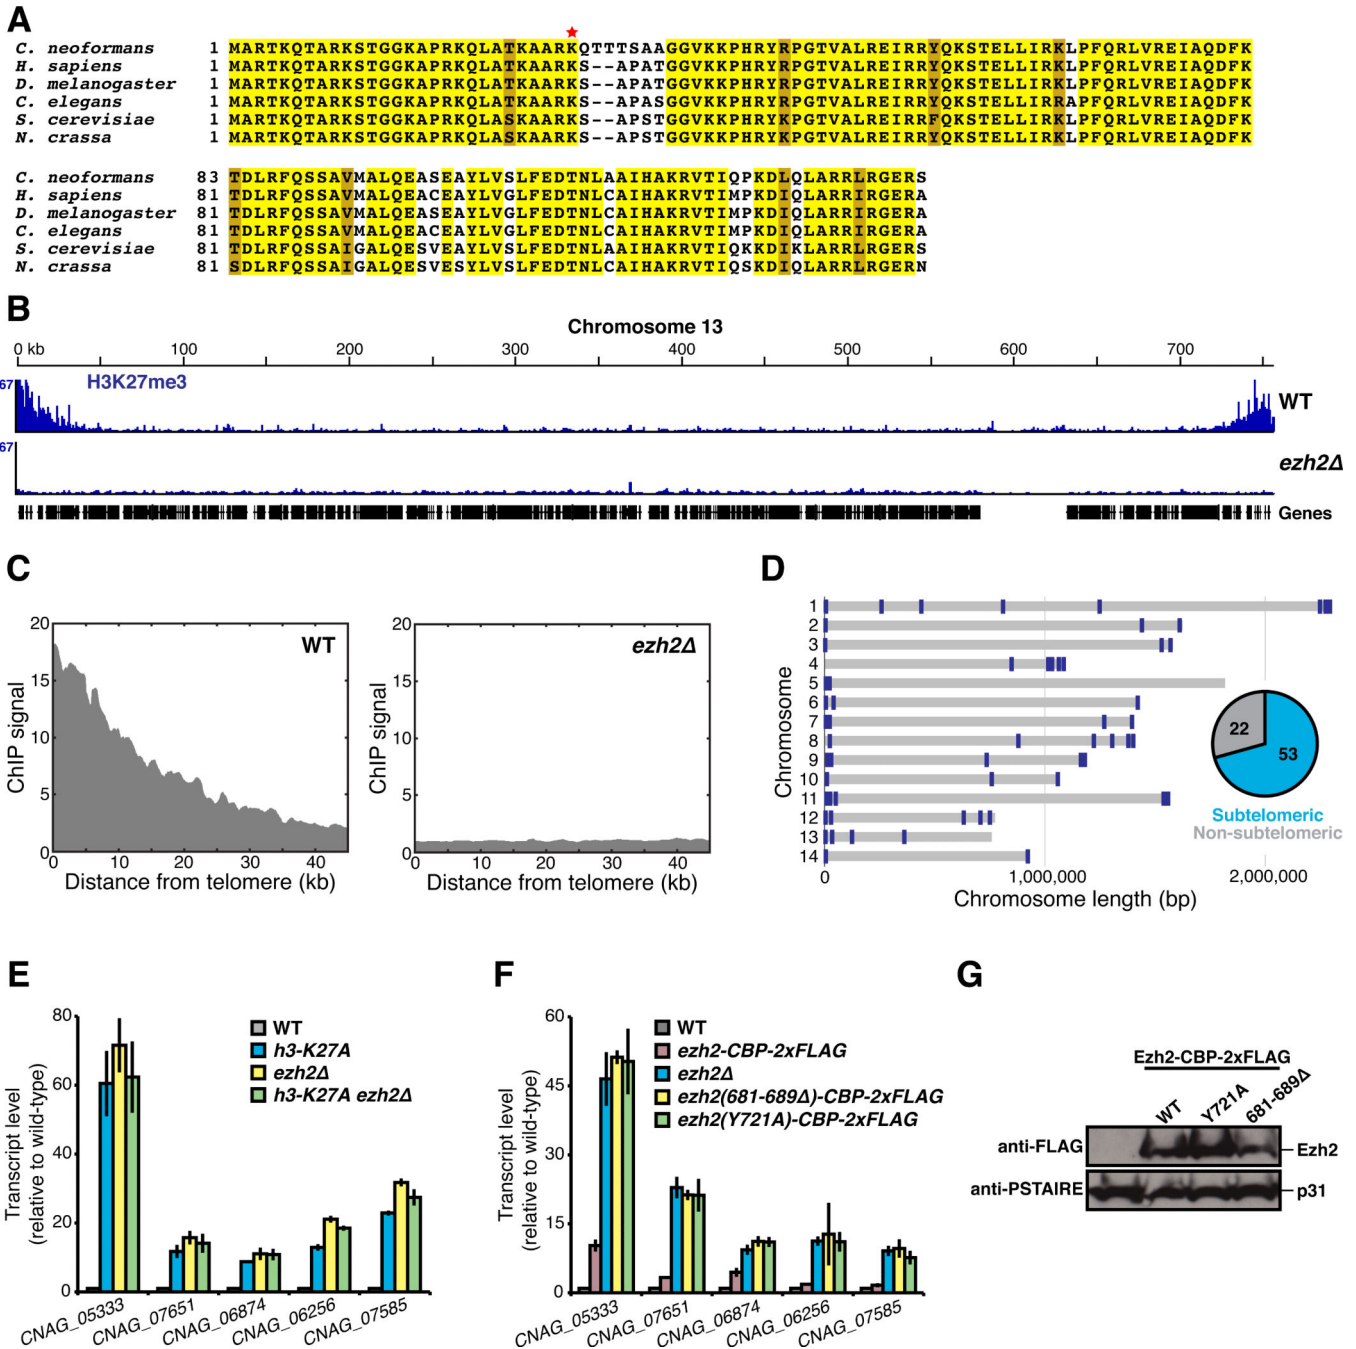 A
C. neoformans 1 MARTKQTARKSTGGKAPRKQLATKAARKQTTTSAAGGVKKPHRYRPGTVALREIRRYQKSTELLIRKLPFQRLVREIAQDFK
H. sapiens 1 MARTKQTARKSTGGKAPRKQLATKAARKS--APATGGVKKPHRYRPGTVALREIRRYQKSTELLIRKLPFQRLVREIAQDFK
D. melanogaster 1 MARTKQTARKSTGGKAPRKQLATKAARKS--APATGGVKKPHRYRPGTVALREIRRYQKSTELLIRKLPFQRLVREIAQDFK
C. elegans 1 MARTKQTARKSTGGKAPRKQLATKAARKS--APASGGVKKPHRYRPGTVALREIRRYQKSTELLIRRAPFQRLVREIAQDFK
S. cerevisiae 1 MARTKQTARKSTGGKAPRKQLASKAARKS--APSTGGVKKPHRYKPGTVALREIRRFQKSTELLIRKLPFQRLVREIAQDFK
N. crassa 1 MARTKQTARKSTGGKAPRKQLASKAARKS--APSTGGVKKPHRYKPGTVALREIRRYQKSTELLIRKLPFQRLVREIAQDFK
C. neoformans 83 TDLRFQSSAVMALQEASEAYLVSLFEDTNLAAIHAKRVTIQPKDLQLARRLRGERS
H. sapiens 81 TDLRFQSSAVMALQEACEAYLVGLFEDTNLCAIHAKRVTIMPKDIQLARRIRGERA
D. melanogaster 81 TDLRFQSSAVMALQEASEAYLVGLFEDTNLCAIHAKRVTIMPKDIQLARRIRGERA
C. elegans 81 TDLRFQSSAVMALQEACEAYLVGLFEDTNLCAIHAKRVTIMPKDIQLARRIRGERA
S. cerevisiae 81 TDLRFQSSAIGALQESVEAYLVSLFEDTNLAAIHAKRVTIQKKDIKLARRLRGERS
N. crassa 81 SDLRFQSSAIGALQESVESYLVSLFEDTNLCAIHAKRVTIQSKDIQLARRLRGERN
B
Chromosome 13
0 kb 100 200 300 400 500 600 700
67 H3K27me3 WT
67 ezh2Δ
Genes
C
20
15
10
5
0
ChIP signal
WT
0 10 20 30 40
Distance from telomere (kb)
20
15
10
5
0
ChIP signal
ezh2Δ
0 10 20 30 40
Distance from telomere (kb)
D
Chromosome
1
2
3
4
5
6
7
8
9
10
11
12
13
14
0 1,000,000 2,000,000
Chromosome length (bp)
22
53
Subtelomeric
Non-subtelomeric
E
80
60
40
20
0
Transcript level
(relative to wild-type)
WT
h3-K27A
ezh2Δ
h3-K27A ezh2Δ
CNAG_05333 CNAG_07651 CNAG_06874 CNAG_06256 CNAG_07585
F
60
45
30
15
0
Transcript level
(relative to wild-type)
WT
ezh2-CBP-2xFLAG
ezh2Δ
ezh2(681-689Δ)-CBP-2xFLAG
ezh2(Y721A)-CBP-2xFLAG
CNAG_05333 CNAG_07651 CNAG_06874 CNAG_06256 CNAG_07585
G
Ezh2-CBP-2xFLAG
WT Y721A 681-689Δ
anti-FLAG Ezh2
anti-PSTAIRE p31